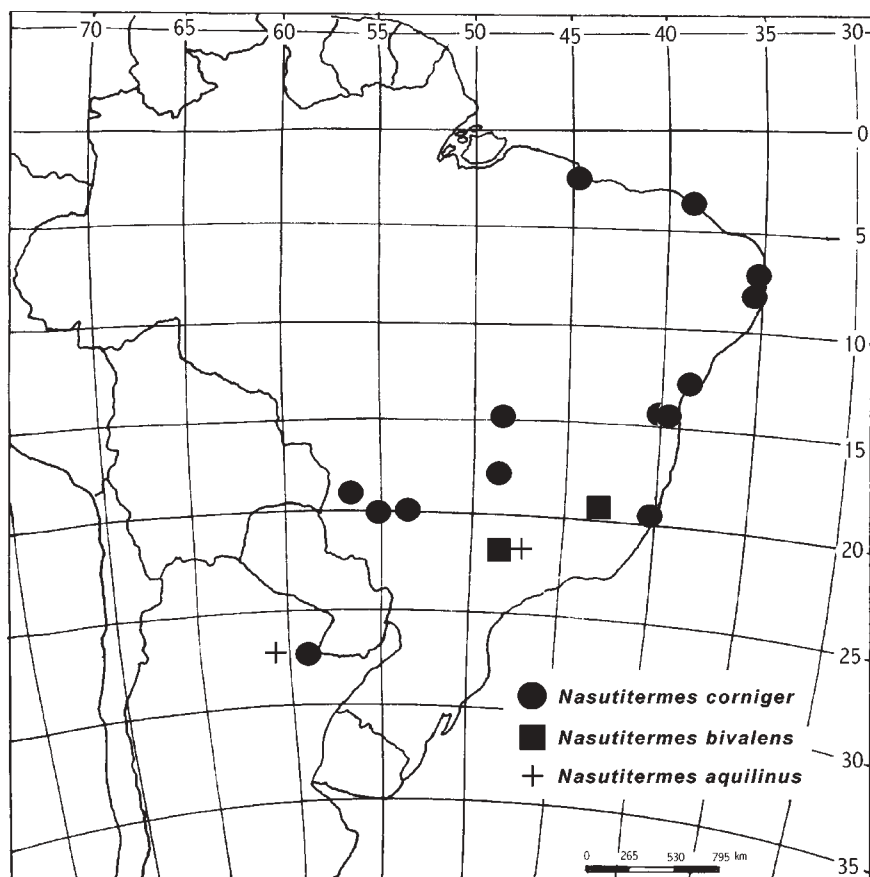 70 65 60 55 50 45 40 35 30
0
5
10
15
20
25
Nasutitermes corniger
Nasutitermes bivalens
30
Nasutitermes aquilinus
0 265 530 795 km
35